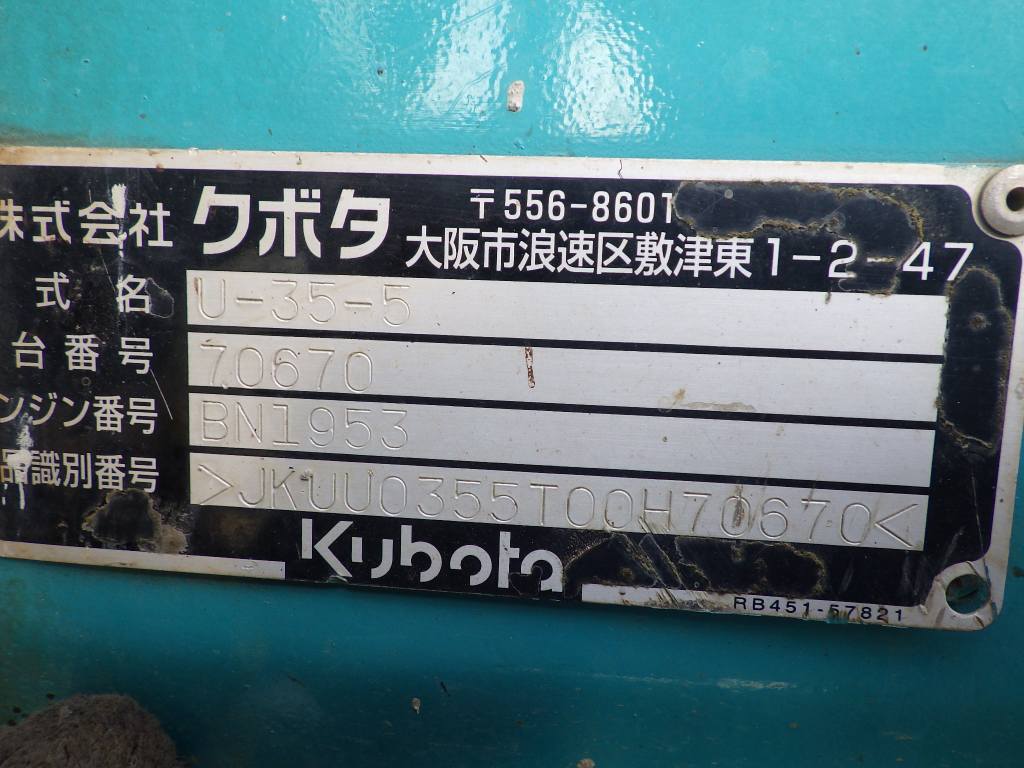 株式会社 クボタ 〒556-8601
大阪市浪速区敷津東1-2-47
式名 U-35-5
台番号 70670
ンジン番号 BN1953
品識別番号 >JKUU0355T00H70670<
Kubota
RB451-57821